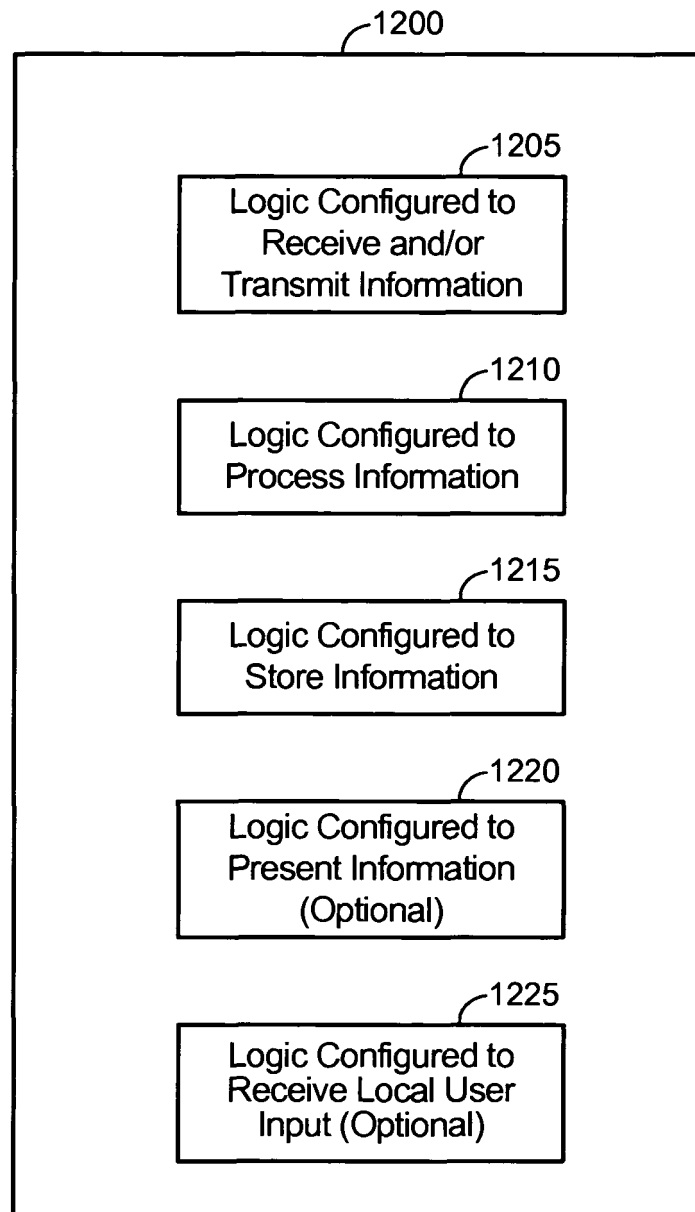 1200
1205
Logic Configured to
Receive and/or
Transmit Information
1210
Logic Configured to
Process Information
1215
Logic Configured to
Store Information
1220
Logic Configured to
Present Information
(Optional)
1225
Logic Configured to
Receive Local User
Input (Optional)